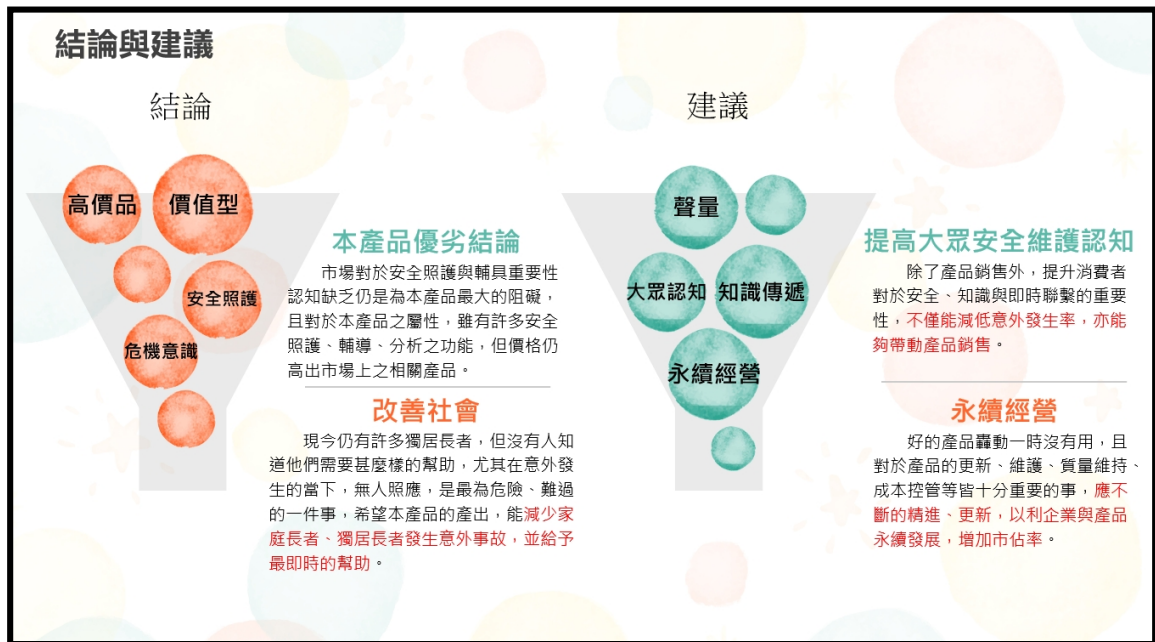 結論與建議
結論
高價品
價值型
安全照護
危機意識
本產品優劣結論
市場對於安全照護與輔具重要性
認知缺乏仍是為本產品最大的阻礙，
且對於本產品之屬性，雖有許多安全
照護、輔導、分析之功能，但價格仍
高出市場上之相關產品。
改善社會
現今仍有許多獨居長者，但沒有人知
道他們需要甚麼樣的幫助，尤其在意外發
生的當下，無人照應，是最為危險、難過
的一件事，希望本產品的產出，能減少家
庭長者、獨居長者發生意外事故，並給予
最即時的幫助。
建議
聲量
大眾認知
知識傳遞
永續經營
提高大眾安全維護認知
除了產品銷售外，提升消費者
對於安全、知識與即時聯繫的重要
性，不僅能減低意外發生率，亦能
夠帶動產品銷售。
永續經營
好的產品轟動一時沒有用，且
對於產品的更新、維護、質量維持、
成本控管等皆十分重要的事，應不
斷的精進、更新，以利企業與產品
永續發展，增加市佔率。